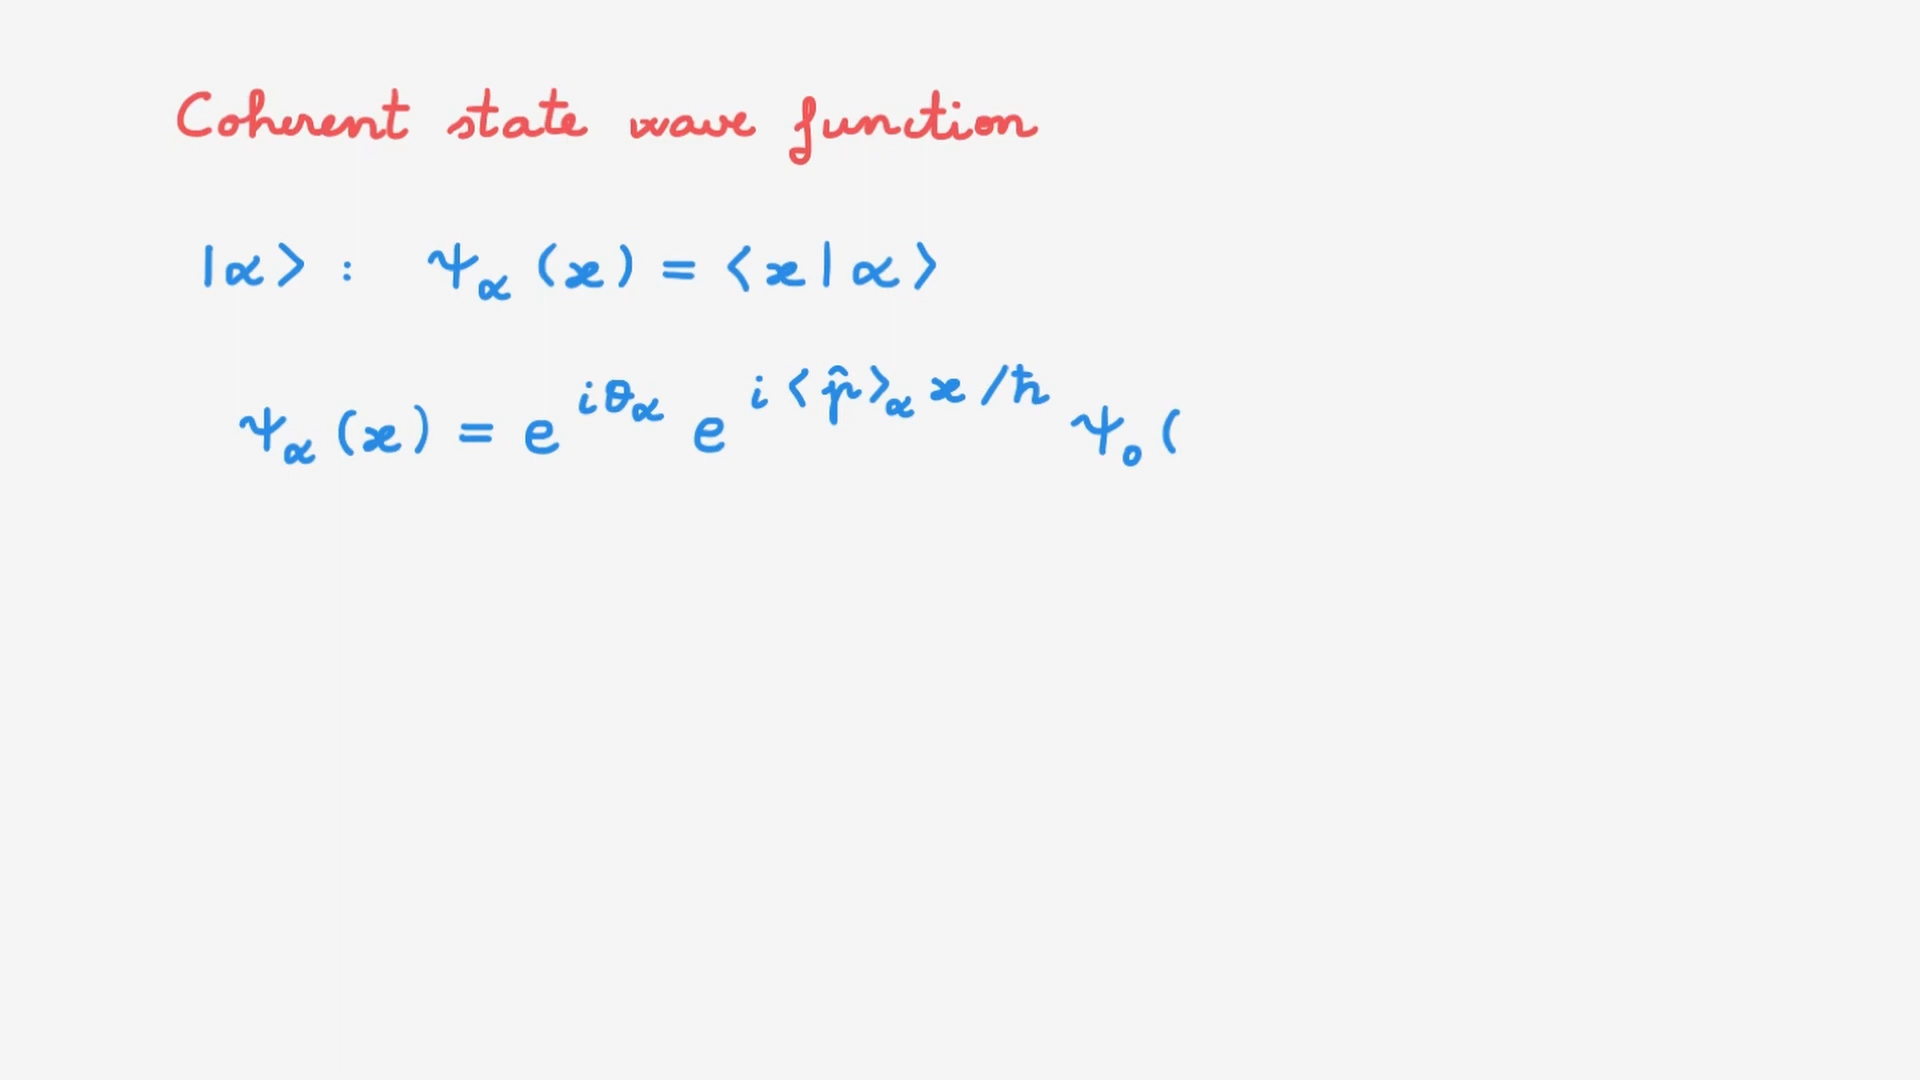 Coherent state wave function
|α⟩ : ψ_α (x) = ⟨x|α⟩
ψ_α (x) = e^{iθ_α} e^{i⟨p̂⟩_α x/ħ} ψ_0 (